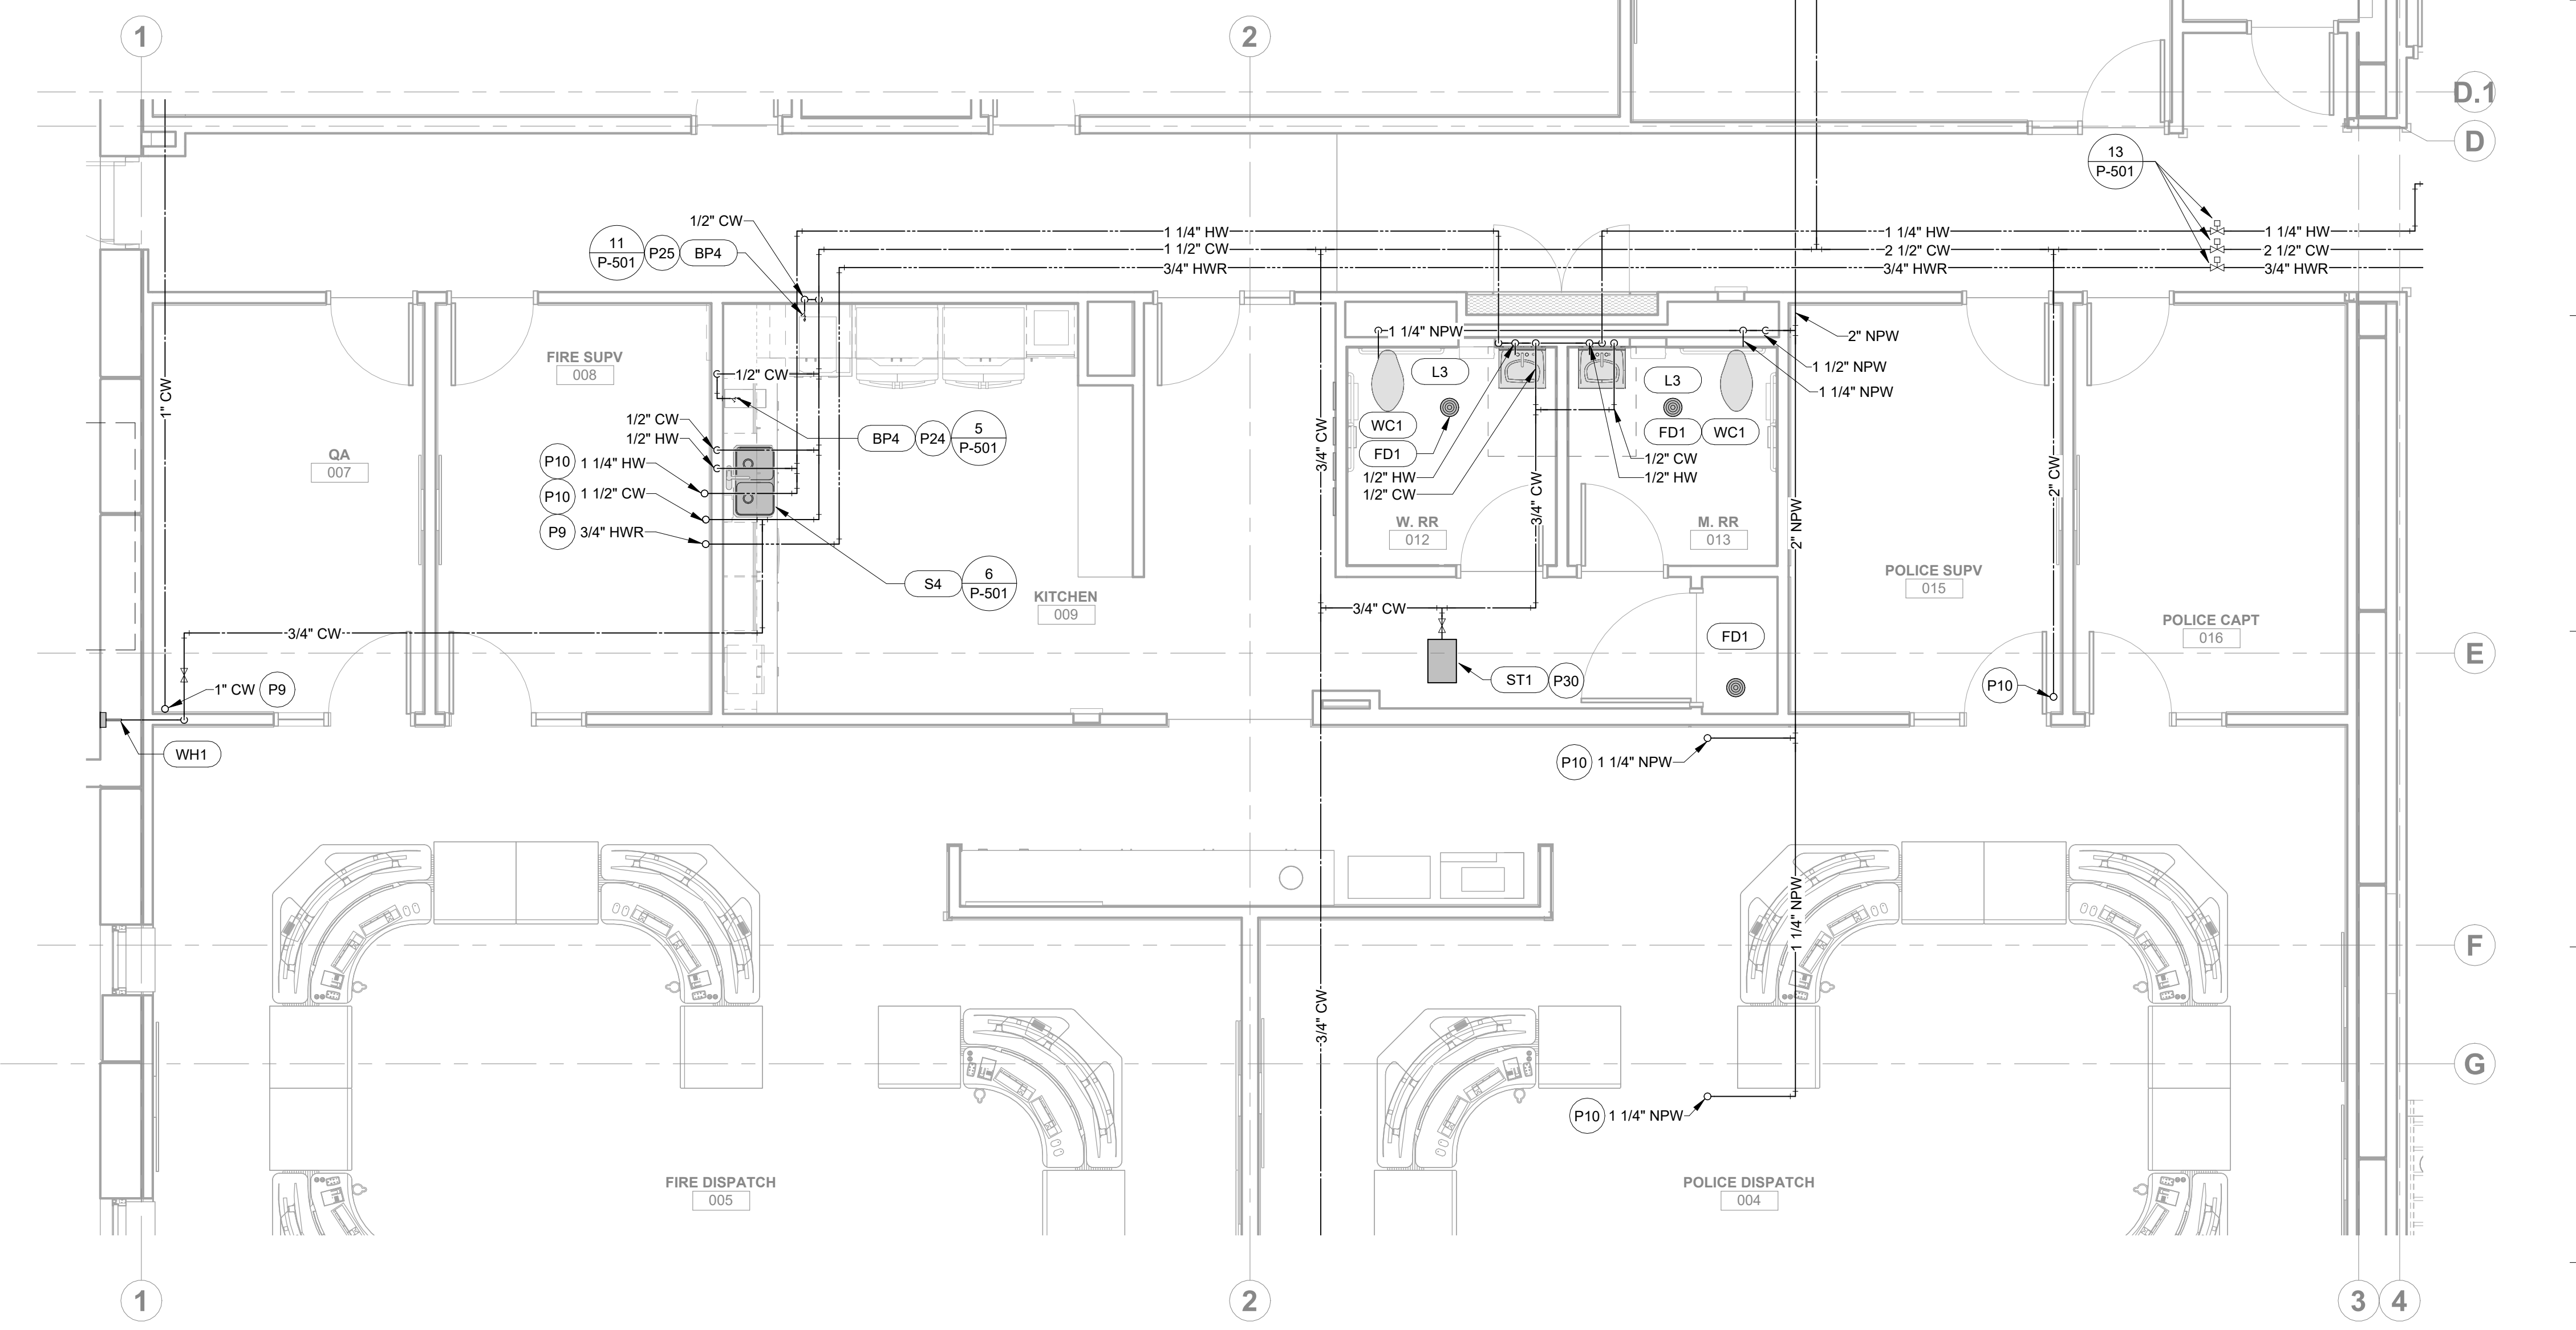 1
2
D.1
D
13
P-501
1/2" CW
11
P-501
P25
BP4
1 1/4" HW
1 1/2" CW
3/4" HWR
1 1/4" HW
2 1/2" CW
3/4" HWR
1 1/4" HW
2 1/2" CW
3/4" HWR
1 1/4" NPW
2" NPW
1 1/2" NPW
1 1/4" NPW
FIRE SUPV
008
1/2" CW
1" CW
L3
L3
WC1
FD1
FD1
WC1
1/2" CW
1/2" HW
BP4
P24
5
P-501
3/4" CW
QA
007
P10
1 1/4" HW
P10
1 1/2" CW
P9
3/4" HWR
1/2" HW
1/2" CW
1/2" CW
1/2" HW
3/4" CW
2" NPW
2" CW
W. RR
012
M. RR
013
S4
6
P-501
KITCHEN
009
POLICE SUPV
015
POLICE CAPT
016
3/4" CW
3/4" CW
FD1
E
1" CW
P9
ST1
P30
P10
WH1
P10
1 1/4" NPW
1 1/4" NPW
F
3/4" CW
G
P10
1 1/4" NPW
FIRE DISPATCH
005
POLICE DISPATCH
004
1
2
3
4